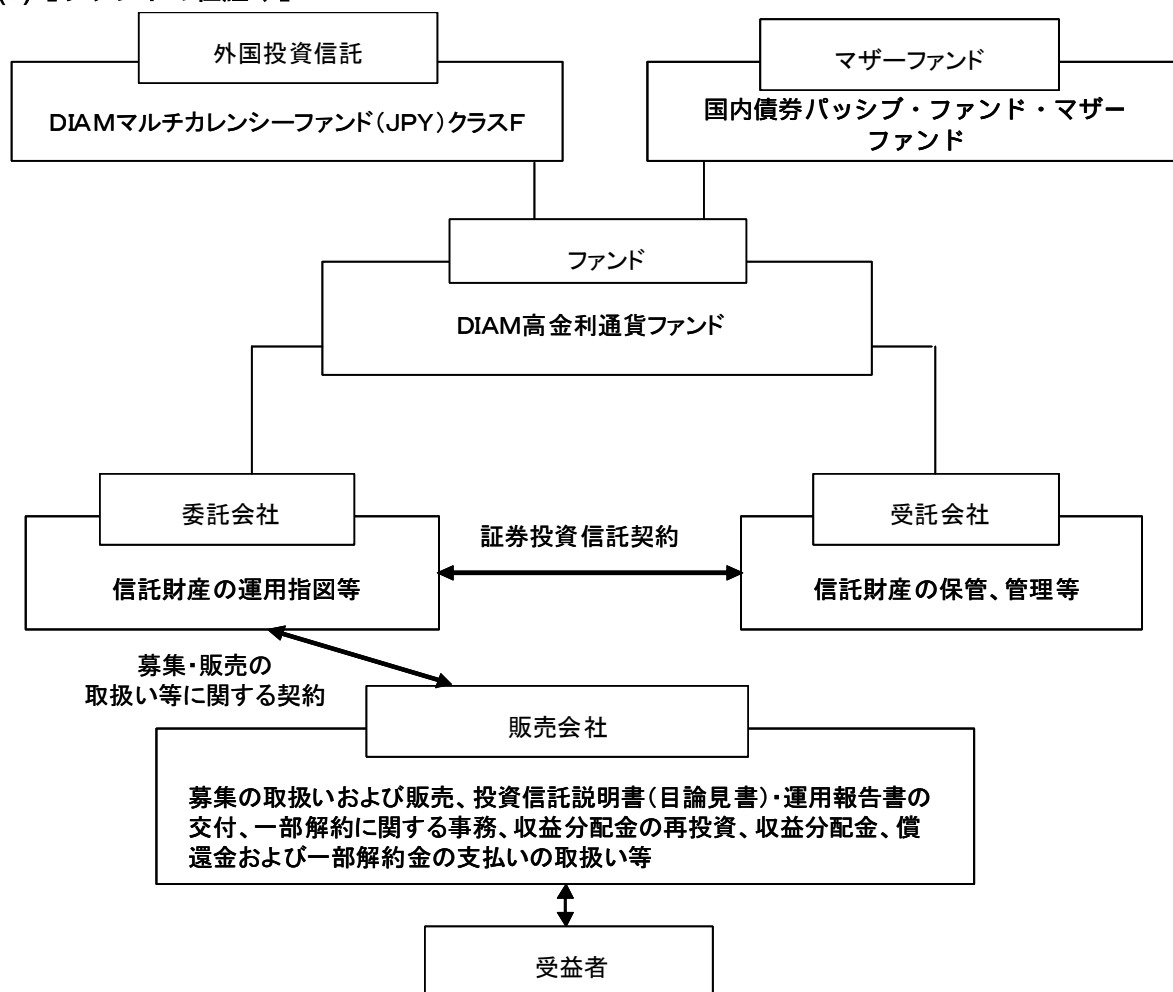 外国投資信託
マザーファンド
DIAMマルチカレンシーファンド(JPY)クラスF
国内債券パッシブ・ファンド・マザー
ファンド
ファンド
DIAM高金利通貨ファンド
委託会社
受託会社
証券投資信託契約
信託財産の運用指図等
信託財産の保管、管理等
募集・販売の
取扱い等に関する契約
販売会社
募集の取扱いおよび販売、投資信託説明書(目論見書)・運用報告書の
交付、一部解約に関する事務、収益分配金の再投資、収益分配金、償
還金および一部解約金の支払いの取扱い等
受益者